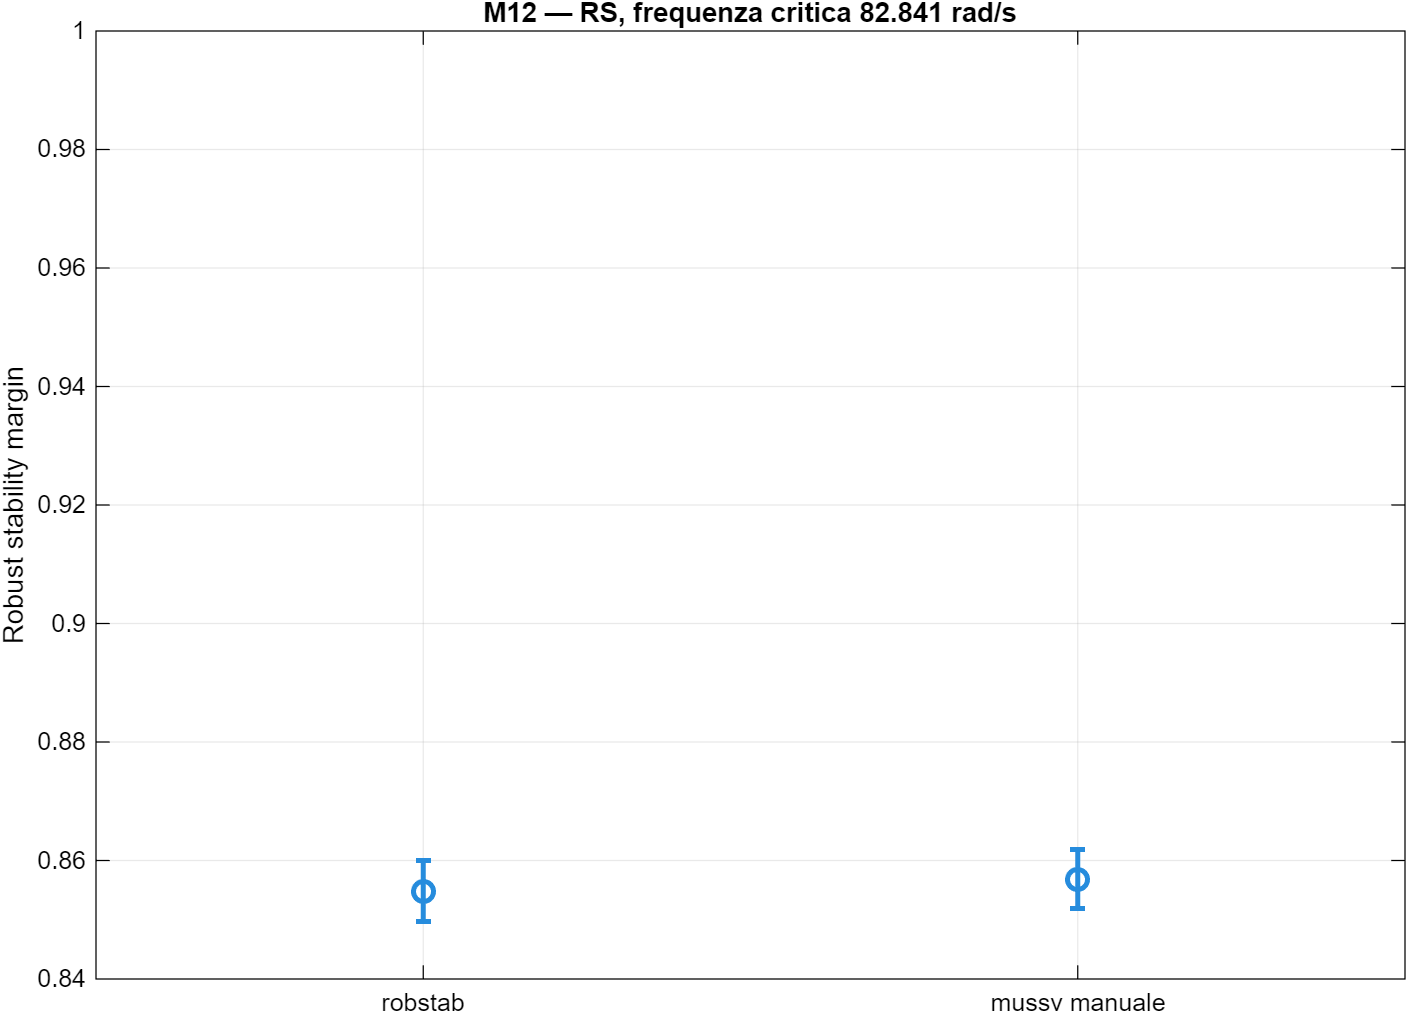 M12 — RS, frequenza critica 82.841 rad/s
Robust stability margin
1
0.98
0.96
0.94
0.92
0.9
0.88
0.86
0.84
robstab
mussv manuale